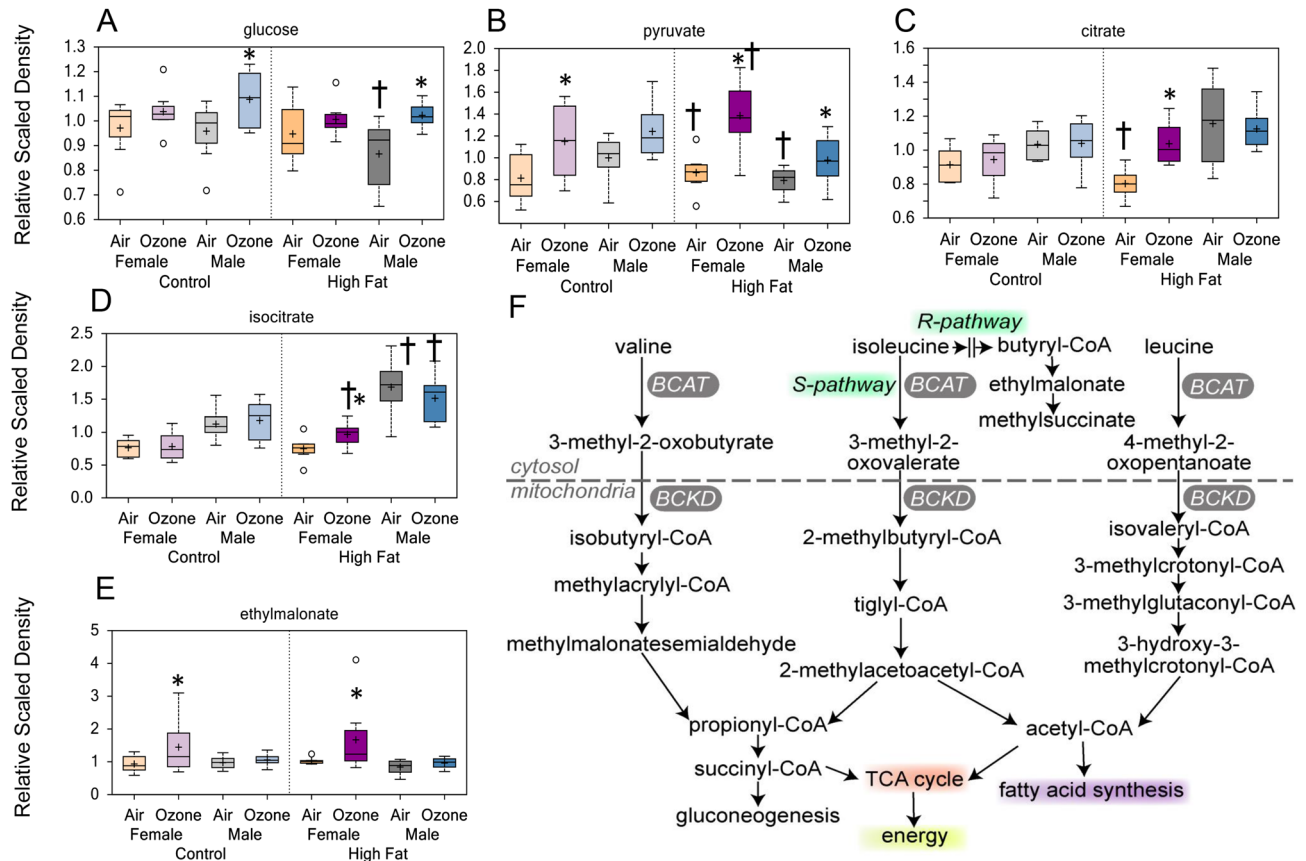 A
glucose
Relative Scaled Density
1.3
1.2
1.1
1.0
0.9
0.8
0.7
0.6
*
†
*
Air Ozone Air Ozone Air Ozone Air Ozone
Female Male Female Male
Control High Fat
B
pyruvate
2.0
1.8
1.6
1.4
1.2
1.0
0.8
0.6
*
†
*†
†
*
Air Ozone Air Ozone Air Ozone Air Ozone
Female Male Female Male
Control High Fat
C
citrate
1.6
1.4
1.2
1.0
0.8
0.6
†
*
Air Ozone Air Ozone Air Ozone Air Ozone
Female Male Female Male
Control High Fat
D
isocitrate
Relative Scaled Density
2.5
2.0
1.5
1.0
0.5
0.0
†*
†
†
Air Ozone Air Ozone Air Ozone Air Ozone
Female Male Female Male
Control High Fat
E
ethylmalonate
Relative Scaled Density
5
4
3
2
1
0
*
*
Air Ozone Air Ozone Air Ozone Air Ozone
Female Male Female Male
Control High Fat
F
R-pathway
valine isoleucine butyryl-CoA leucine
BCAT S-pathway BCAT ethylmalonate BCAT
methylsuccinate
3-methyl-2-oxobutyrate 3-methyl-2- 4-methyl-2-
oxovalerate oxopentanoate
cytosol
mitochondria
BCKD BCKD BCKD
isobutyryl-CoA 2-methylbutyryl-CoA isovaleryl-CoA
3-methylcrotonyl-CoA
methylacrylyl-CoA
tiglyl-CoA 3-methylglutaconyl-CoA
methylmalonatesemialdehyde 3-hydroxy-3-
2-methylacetoacetyl-CoA methylcrotonyl-CoA
propionyl-CoA acetyl-CoA
succinyl-CoA TCA cycle fatty acid synthesis
gluconeogenesis
energy